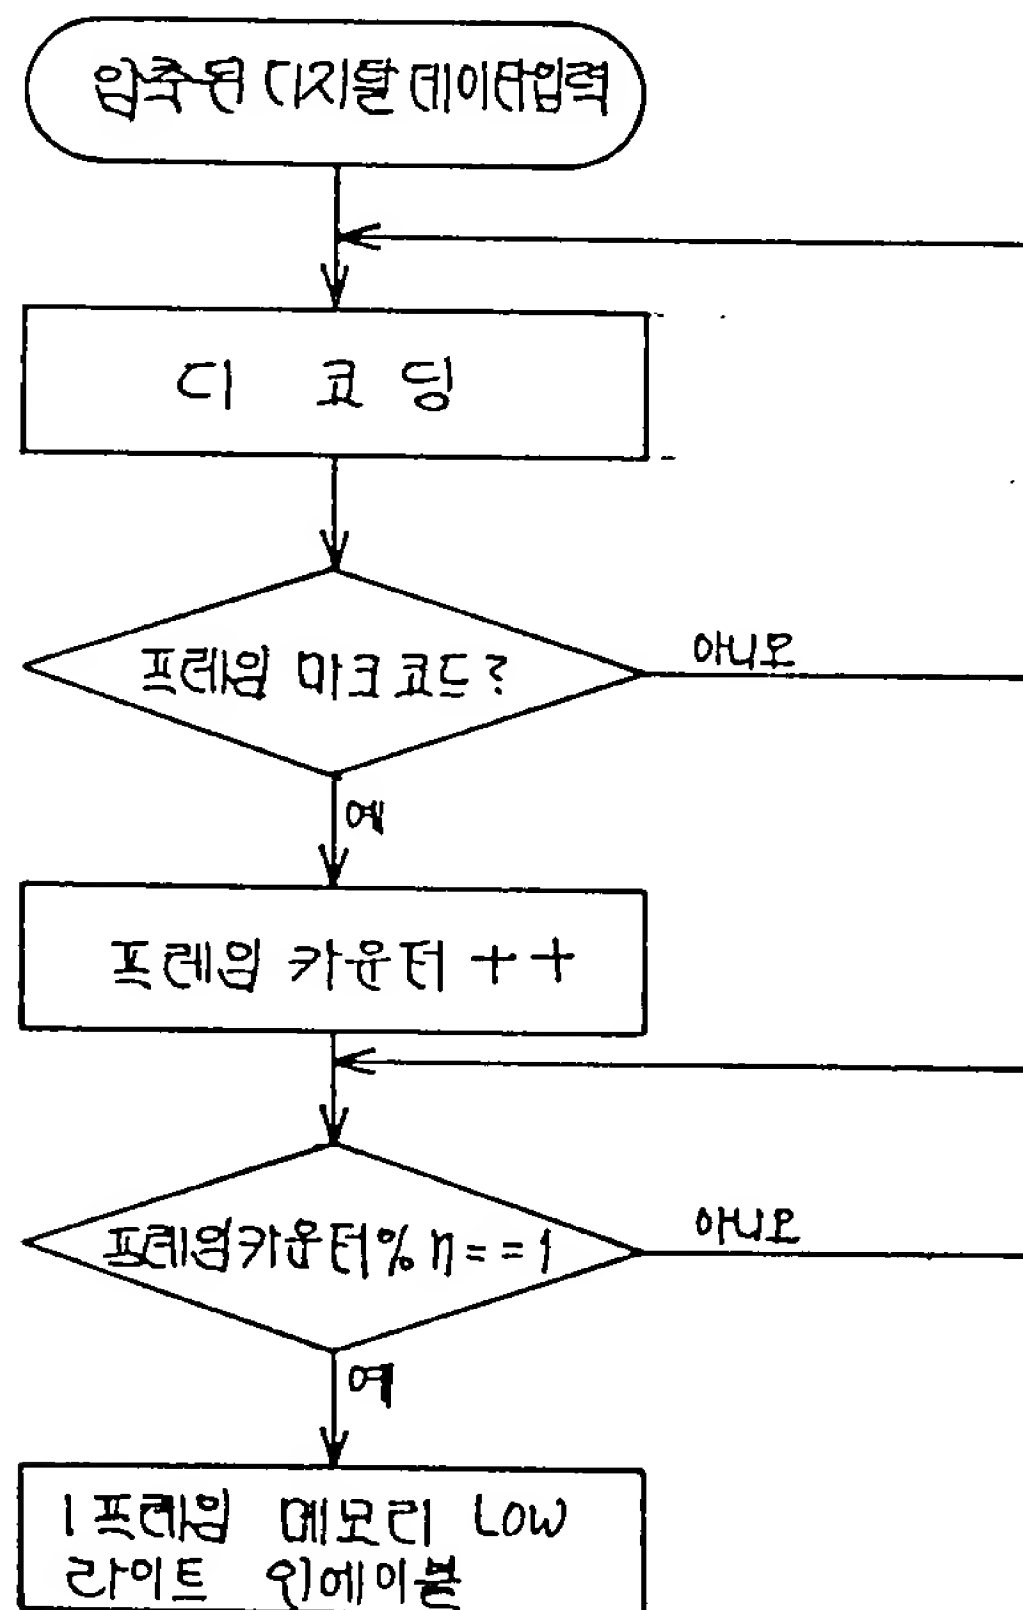 압축된 디지탈 데이터입력
디 코 딩
프레임 마크코드?
아니오
예
프레임 카운터 ++
프레임카운터%n==1
아니오
예
1프레임 메모리 LOW
라이트 인에이블